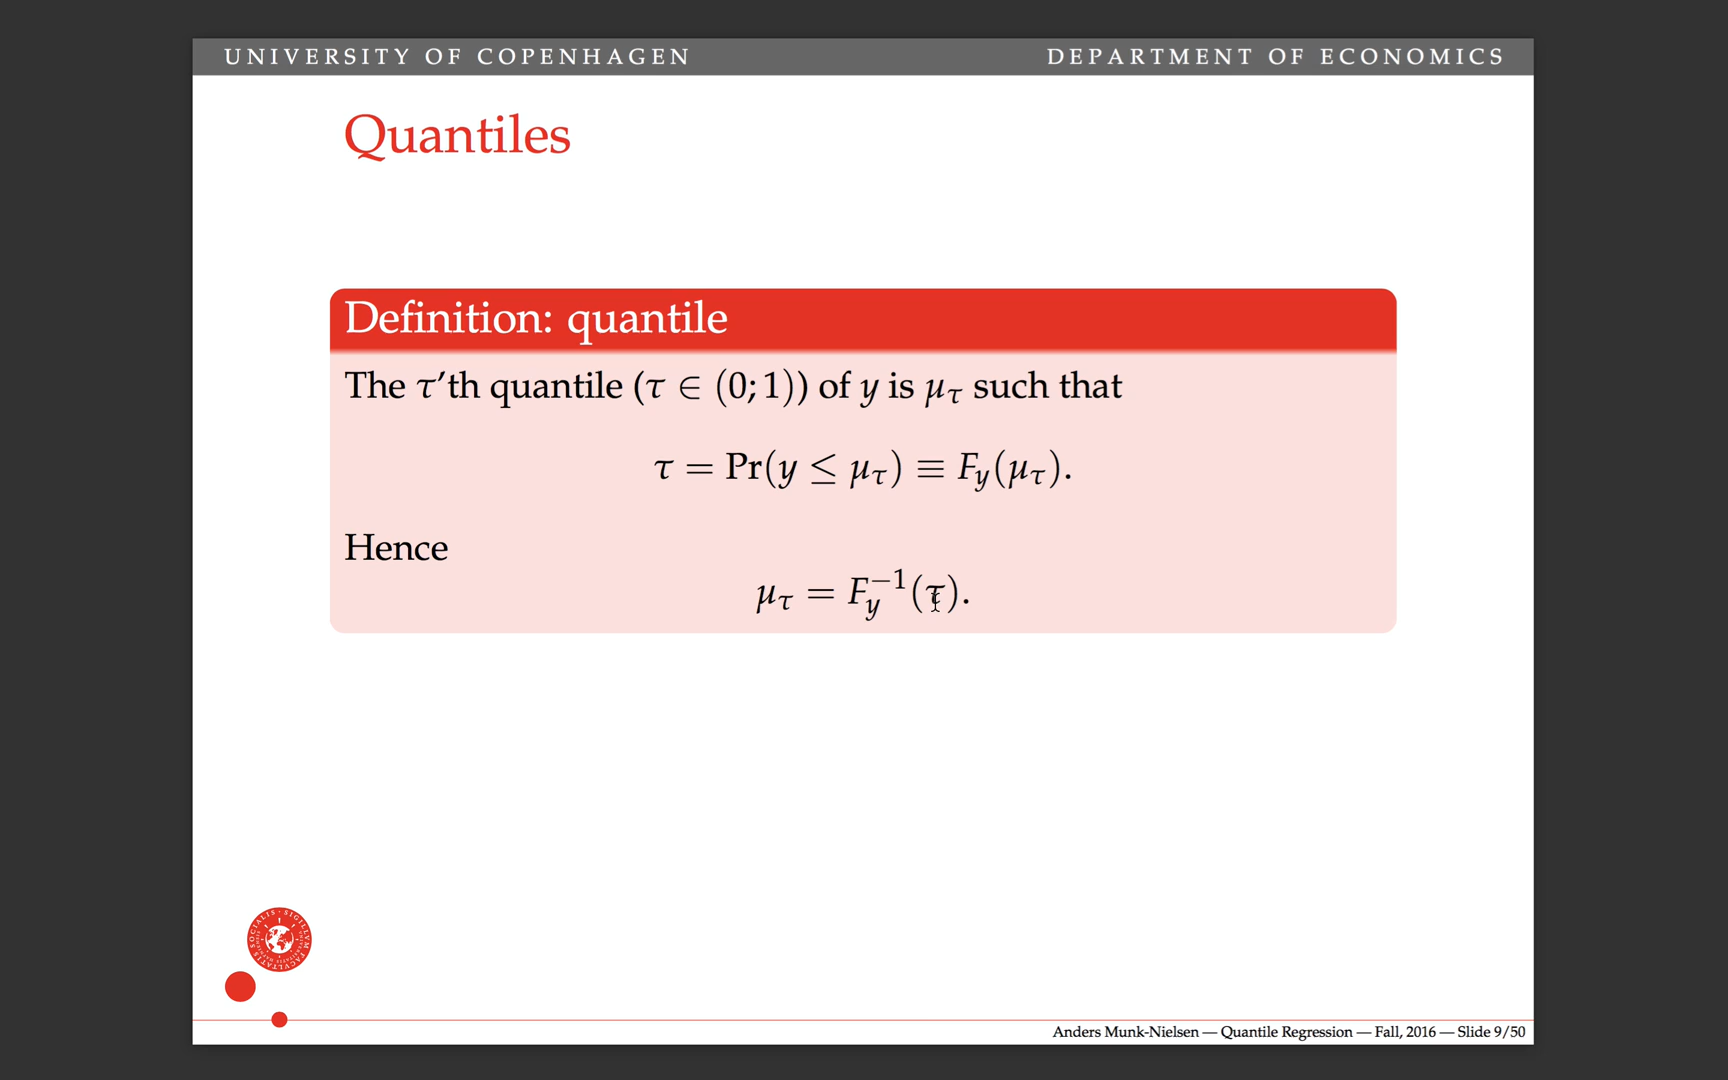 UNIVERSITY OF COPENHAGEN DEPARTMENT OF ECONOMICS
Quantiles
Definition: quantile
The τ′th quantile (τ ∈ (0; 1)) of y is μ_τ such that
τ = Pr(y ≤ μ_τ) ≡ F_y(μ_τ).
Hence
μ_τ = F_y^{−1}(τ).
Anders Munk-Nielsen — Quantile Regression — Fall, 2016 — Slide 9/50